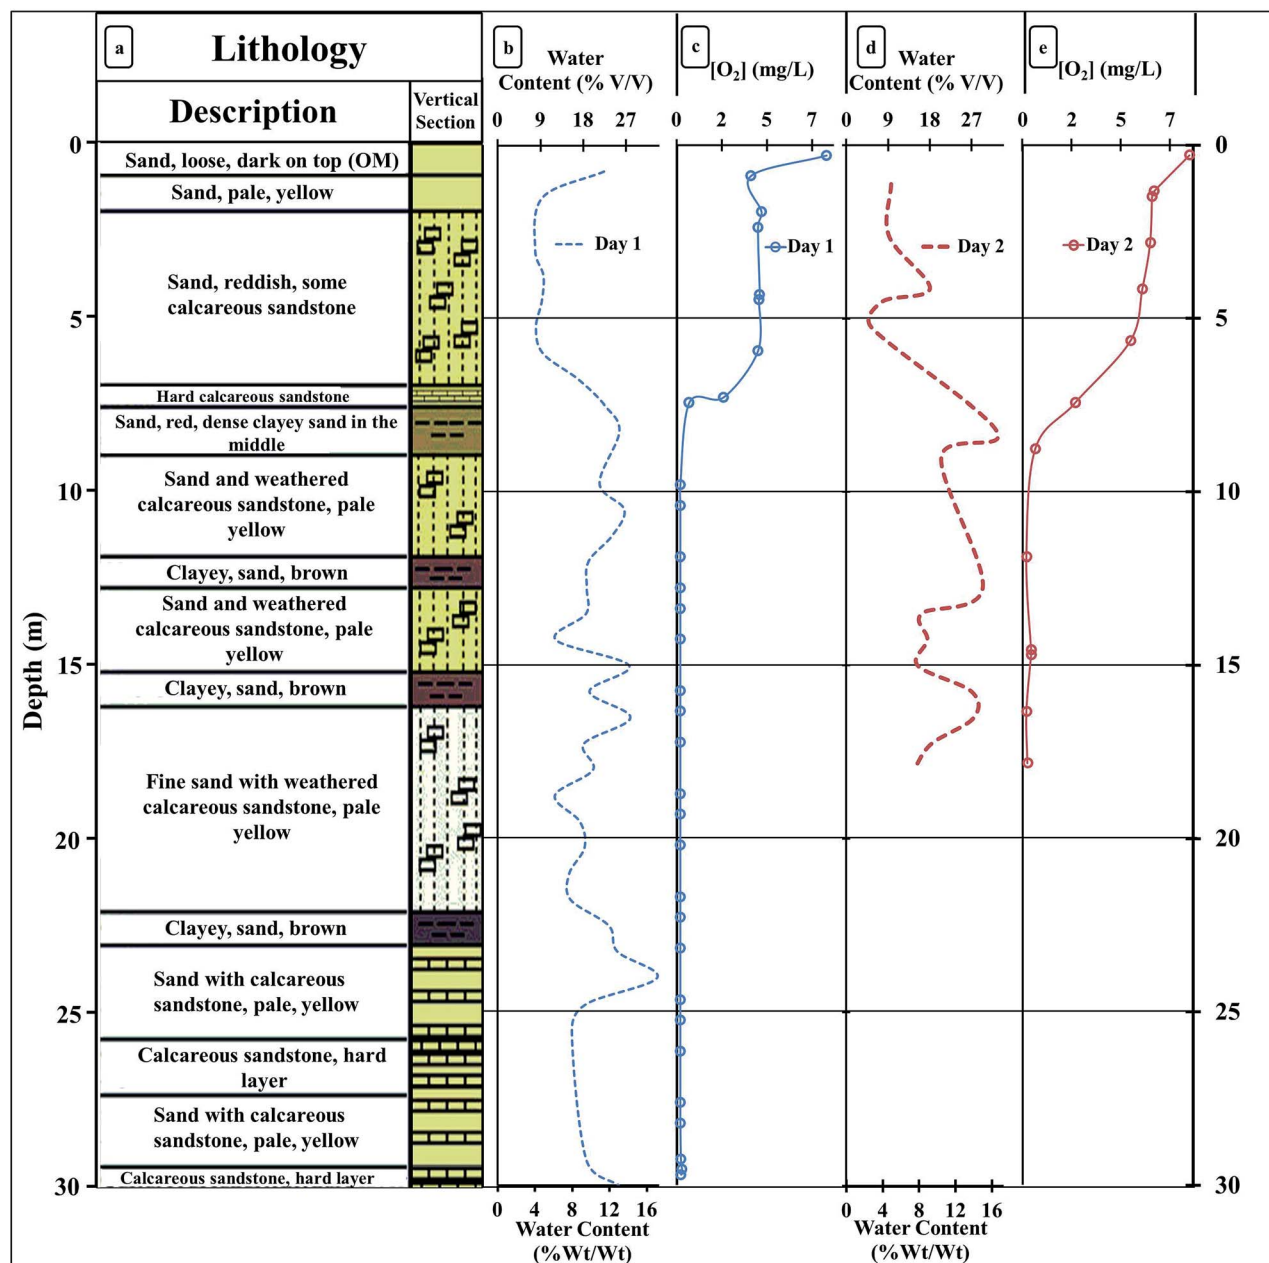 a
Lithology
Description
Vertical
Section
b
Water
Content (% V/V)
0 9 18 27
c
[O₂] (mg/L)
0 2 5 7
d
Water
Content (% V/V)
0 9 18 27
e
[O₂] (mg/L)
0 2 5 7
0
5
10
15
20
25
30
Depth (m)
Sand, loose, dark on top (OM)
Sand, pale, yellow
Sand, reddish, some
calcareous sandstone
Hard calcareous sandstone
Sand, red, dense clayey sand in the
middle
Sand and weathered
calcareous sandstone, pale
yellow
Clayey, sand, brown
Sand and weathered
calcareous sandstone, pale
yellow
Clayey, sand, brown
Fine sand with weathered
calcareous sandstone, pale
yellow
Clayey, sand, brown
Sand with calcareous
sandstone, pale, yellow
Calcareous sandstone, hard
layer
Sand with calcareous
sandstone, pale, yellow
Calcareous sandstone, hard layer
Day 1
Day 1
Day 2
Day 2
0
5
10
15
20
25
30
0 4 8 12 16
Water Content
(%Wt/Wt)
0 4 8 12 16
Water Content
(%Wt/Wt)